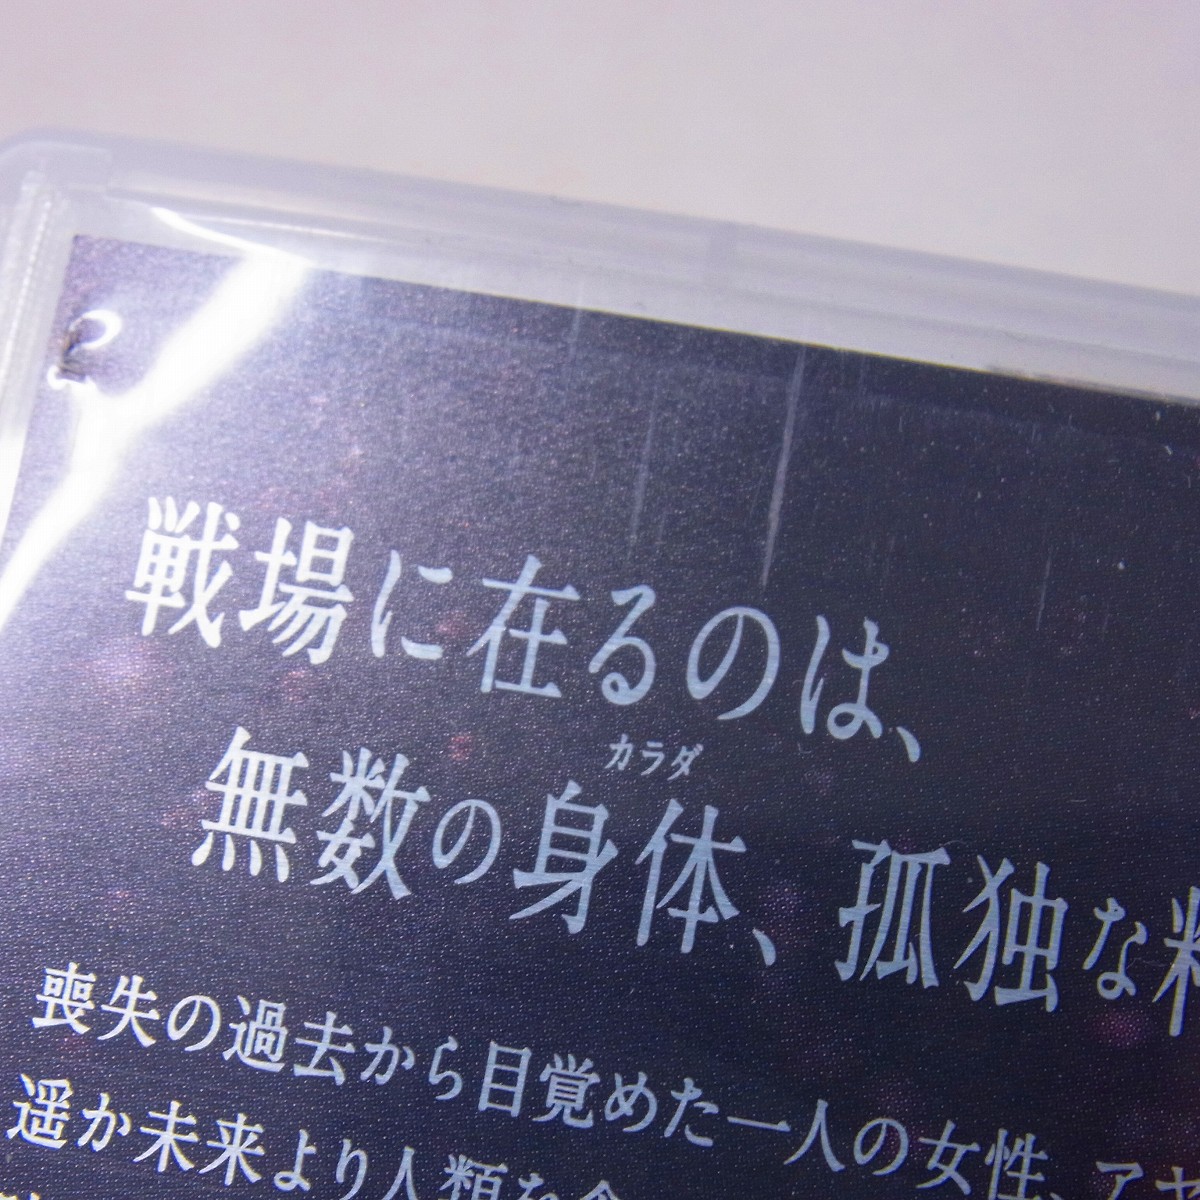 戦場に在るのは、
カラダ
無数の身体、孤独な
喪失の過去から目覚めた一人の女性、アヤ
遥か未来より人類を